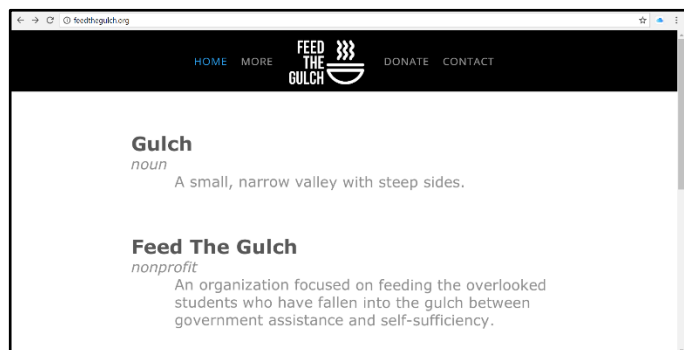 feedthegulch.org
HOME MORE FEED THE GULCH DONATE CONTACT
Gulch
noun
A small, narrow valley with steep sides.
Feed The Gulch
nonprofit
An organization focused on feeding the overlooked
students who have fallen into the gulch between
government assistance and self-sufficiency.